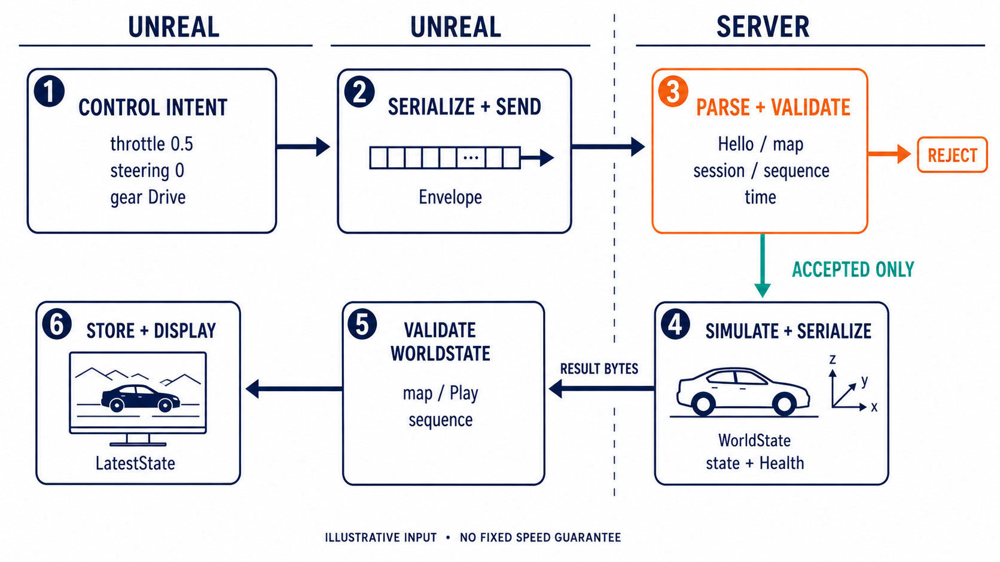 UNREAL
UNREAL
SERVER
1
CONTROL INTENT
throttle 0.5
steering 0
gear Drive
2
SERIALIZE + SEND
...
Envelope
3
PARSE + VALIDATE
Hello / map
session / sequence
time
REJECT
ACCEPTED ONLY
4
SIMULATE + SERIALIZE
z
y
x
WorldState
state + Health
RESULT BYTES
5
VALIDATE
WORLDSTATE
map / Play
sequence
6
STORE + DISPLAY
LatestState
ILLUSTRATIVE INPUT • NO FIXED SPEED GUARANTEE